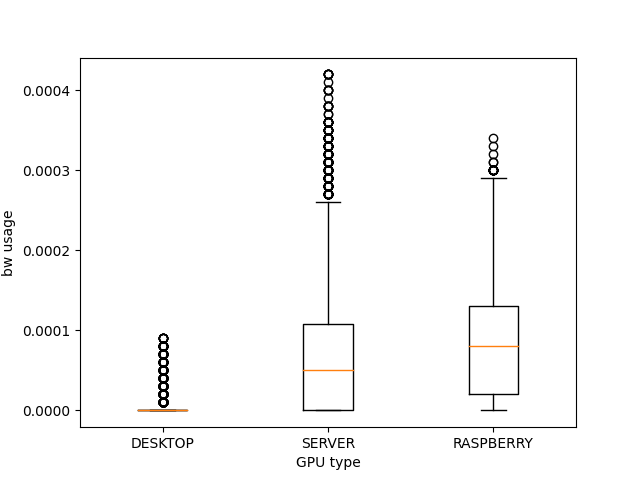 bw usage
0.0004
0.0003
0.0002
0.0001
0.0000
DESKTOP
SERVER
RASPBERRY
GPU type